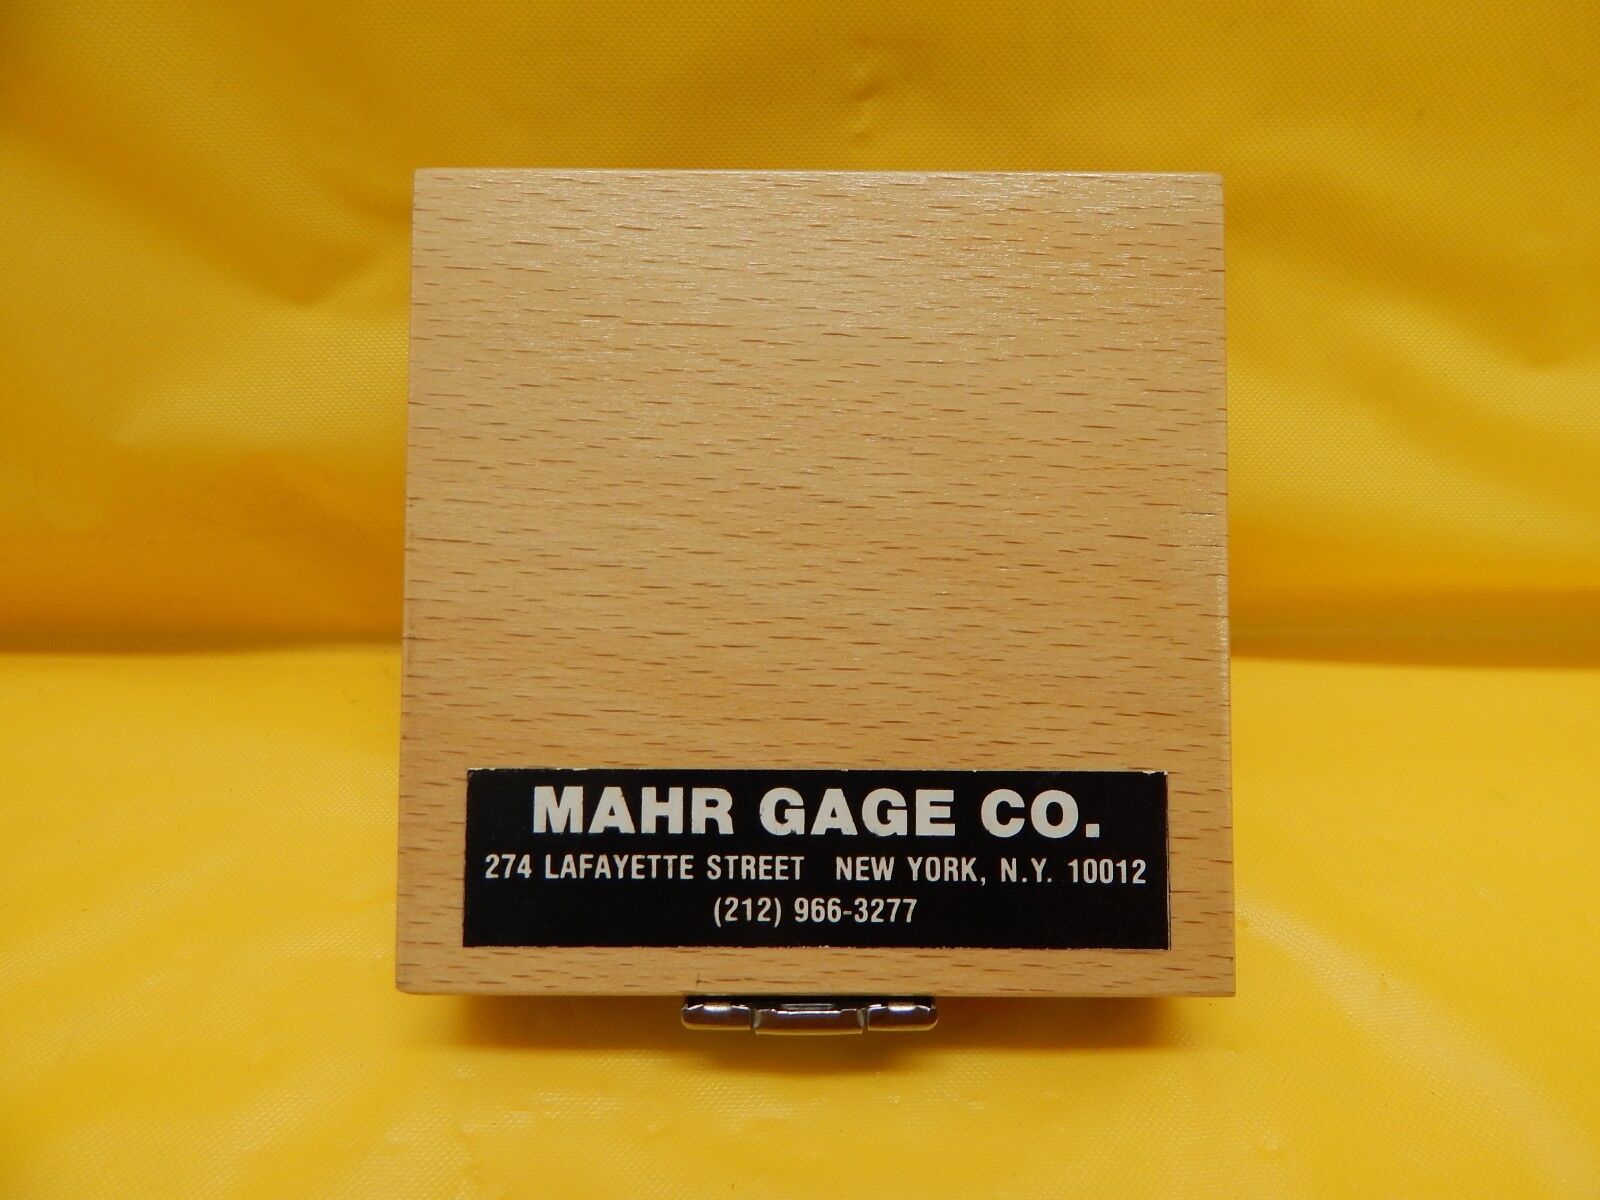 MAHR GAGE CO.
274 LAFAYETTE STREET NEW YORK, N.Y. 10012
(212) 966-3277